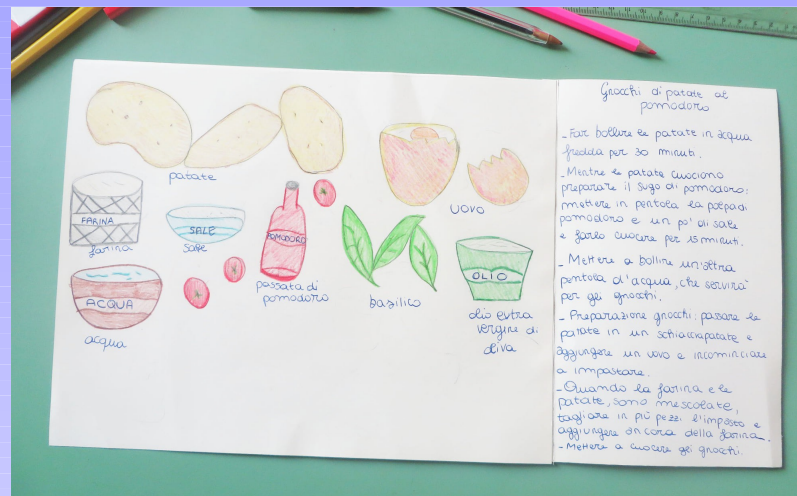 patate
FARINA
farina
SALE
sale
POMODORO
passata di
pomodoro
uovo
basilico
OLIO
olio extra
vergine di
oliva
ACQUA
acqua
Gnocchi di patate al
pomodoro
- Far bollire le patate in acqua
fredda per 30 minuti.
- Mentre le patate cuociono
preparare il sugo di pomodoro:
mettere in pentola la polpa di
pomodoro e un po' di sale
e farlo cuocere per 15 minuti.
- Mettere a bollire un'altra
pentola d'acqua, che servirà
per gli gnocchi.
- Preparazione gnocchi: passare le
patate in un schiacciapatate e
aggiungere un uovo e incominciare
a impastare.
- Quando la farina e le
patate, sono mescolate,
tagliare in più pezzi l'impasto e
aggiungere ancora della farina.
- Mettere a cuocere gli gnocchi.